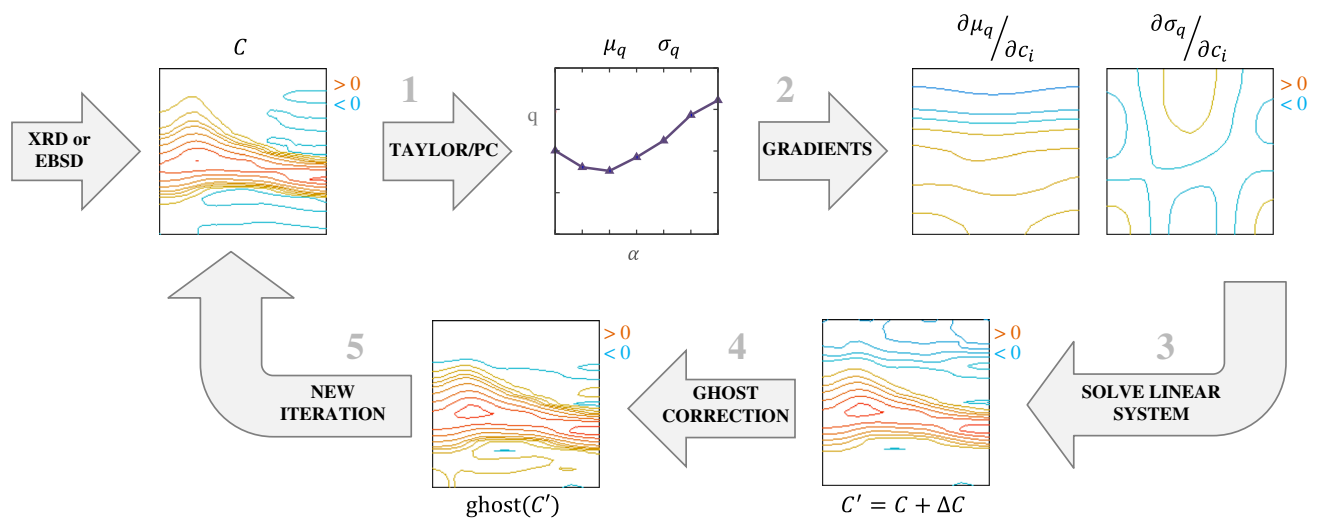 C
> 0
< 0
XRD or
EBSD
1
TAYLOR/PC
μq σq
q
α
2
GRADIENTS
∂μq/∂ci
∂σq/∂ci
> 0
< 0
3
SOLVE LINEAR
SYSTEM
> 0
< 0
C′ = C + ΔC
4
GHOST
CORRECTION
> 0
< 0
ghost(C′)
5
NEW
ITERATION